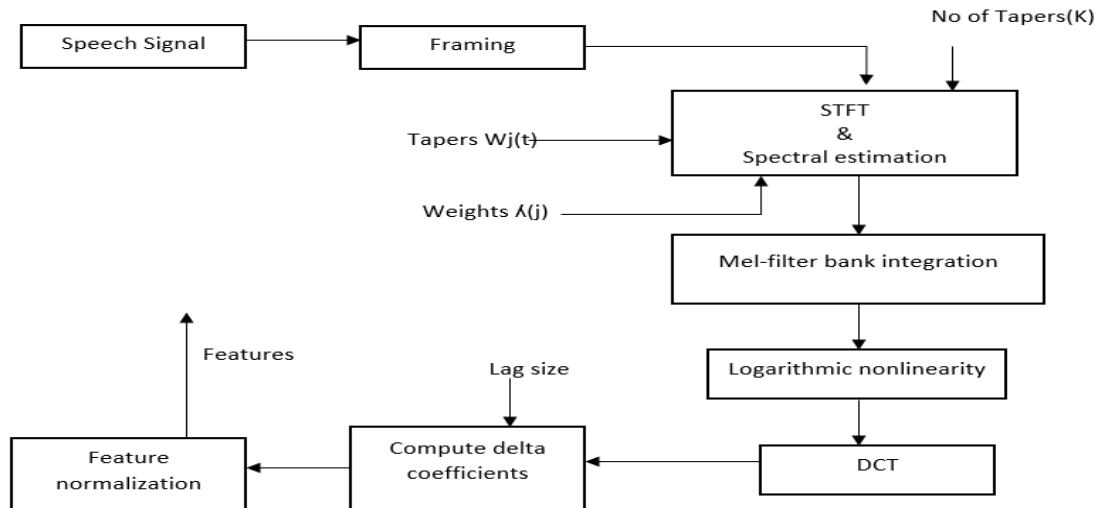 No of Tapers(K)
Speech Signal
Framing
STFT
&
Spectral estimation
Tapers Wj(t)
Weights ʎ(j)
Mel-filter bank integration
Features
Logarithmic nonlinearity
Lag size
Compute delta
coefficients
Feature
normalization
DCT